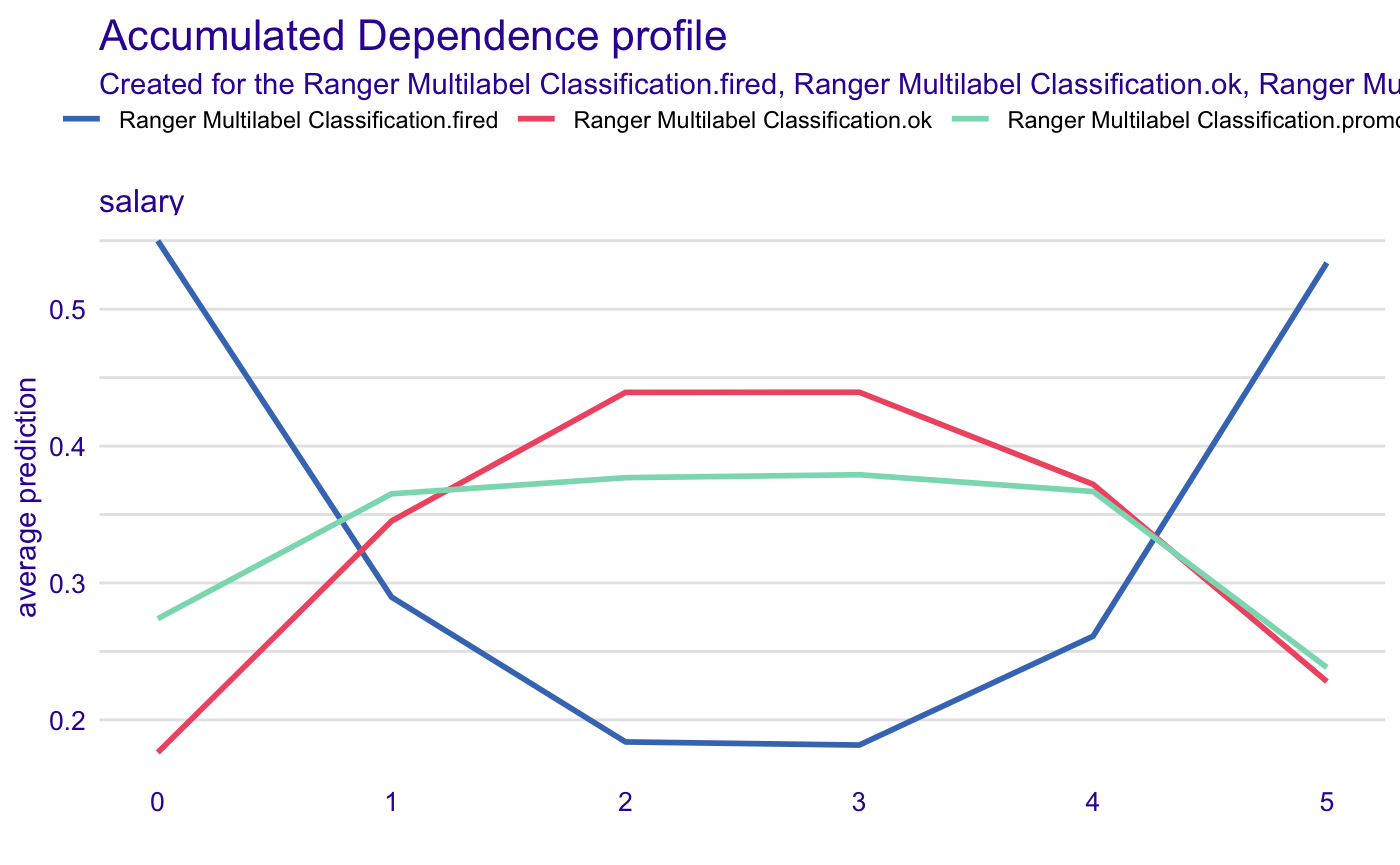 Accumulated Dependence profile
Created for the Ranger Multilabel Classification.fired, Ranger Multilabel Classification.ok, Ranger Mu
Ranger Multilabel Classification.fired Ranger Multilabel Classification.ok Ranger Multilabel Classification.promo
salary
0.5
0.4
0.3
0.2
average prediction
0 1 2 3 4 5